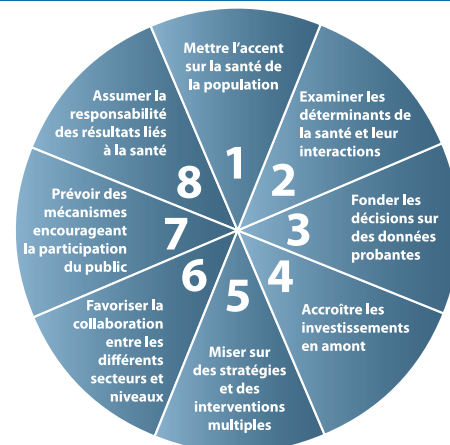 Mettre l'accent
sur la santé de
la population
1
Examiner les
déterminants de
la santé et leur
interactions
2
Fonder les
décisions sur
des données
probantes
3
Accroître les
investissements
en amont
4
Miser sur
des stratégies
et des
interventions
multiples
5
Favoriser la
collaboration
entre les
différents
secteurs et
niveaux
6
Prévoir des
mécanismes
encourageant
la participation
du public
7
Assumer la
responsabilité
des résultats liés
à la santé
8